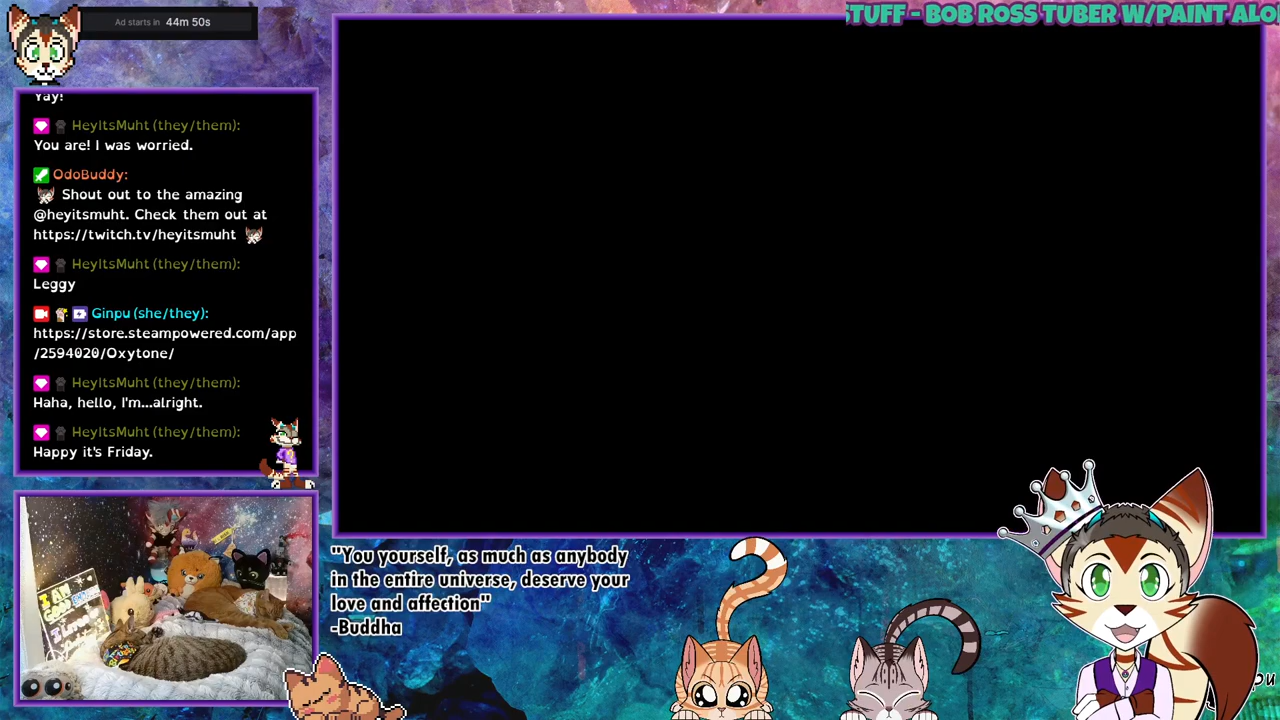 Ad starts in 44m 50s
STUFF - BOB ROSS TUBER W/PAINT ALO
Yay!
HeyItsMuht (they/them):
You are! I was worried.
OdoBuddy:
Shout out to the amazing
@heyitsmuht. Check them out at
https://twitch.tv/heyitsmuht
HeyItsMuht (they/them):
Leggy
Ginpu (she/they):
https://store.steampowered.com/app
/2594020/Oxytone/
HeyItsMuht (they/them):
Haha, hello, I'm...alright.
HeyItsMuht (they/them):
Happy it's Friday.
I AM
GOOD
"You yourself, as much as anybody
in the entire universe, deserve your
love and affection"
-Buddha